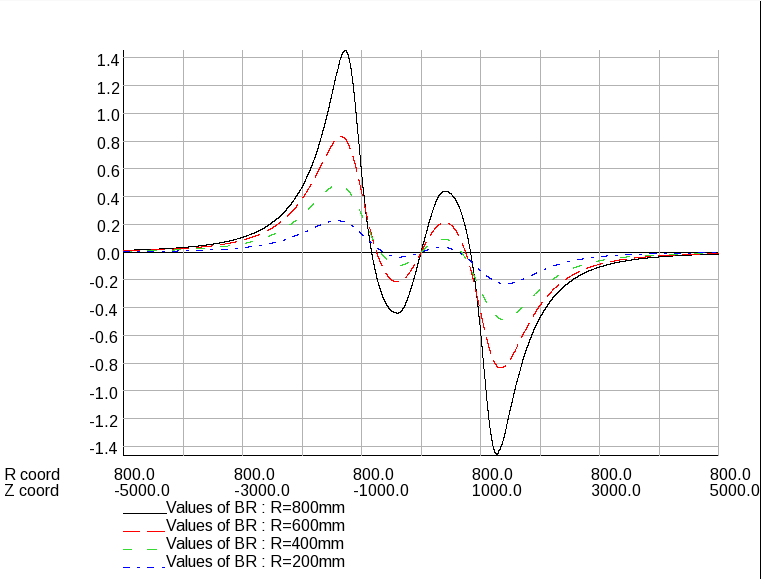 1.4
1.2
1.0
0.8
0.6
0.4
0.2
0.0
-0.2
-0.4
-0.6
-0.8
-1.0
-1.2
-1.4
R coord 800.0 800.0 800.0 800.0 800.0 800.0
Z coord -5000.0 -3000.0 -1000.0 1000.0 3000.0 5000.0
Values of BR : R=800mm
Values of BR : R=600mm
Values of BR : R=400mm
Values of BR : R=200mm